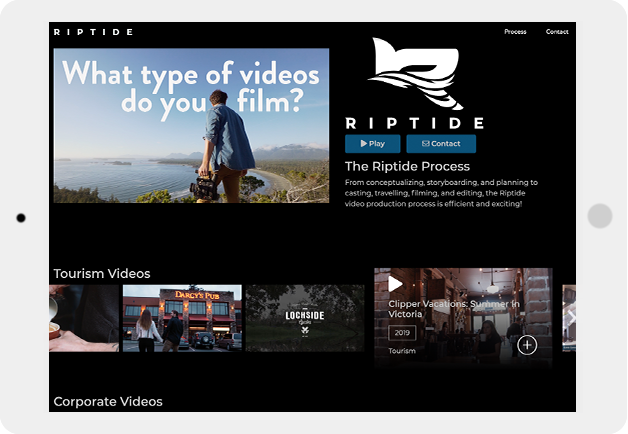 RIPTIDE
Process
Contact
What type of videos
do you film?
RIPTIDE
Play
Contact
The Riptide Process
From conceptualizing, storyboarding, and planning to
casting, travelling, filming, and editing, the Riptide
video production process is efficient and exciting!
Tourism Videos
DARCY'S PUB
LOCHSIDE
Clipper Vacations: Summer in
Victoria
2019
Tourism
Corporate Videos